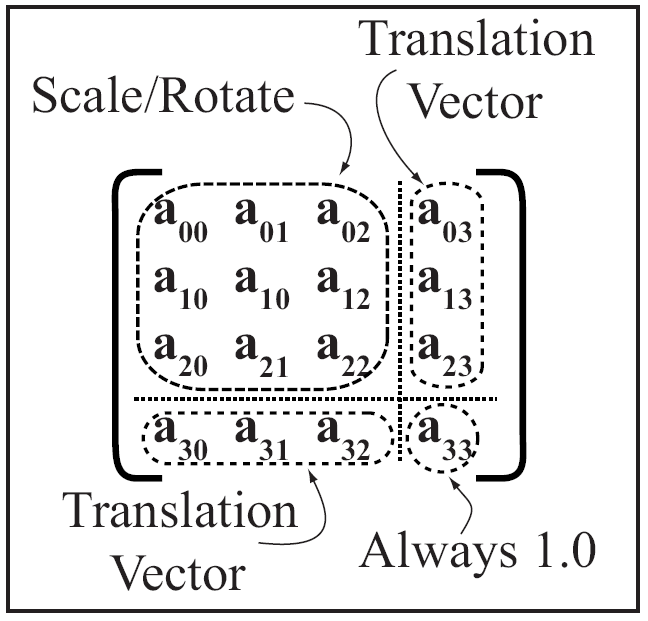 Translation
Vector
Scale/Rotate
a00 a01 a02 a03
a10 a10 a12 a13
a20 a21 a22 a23
a30 a31 a32 a33
Translation
Vector
Always 1.0